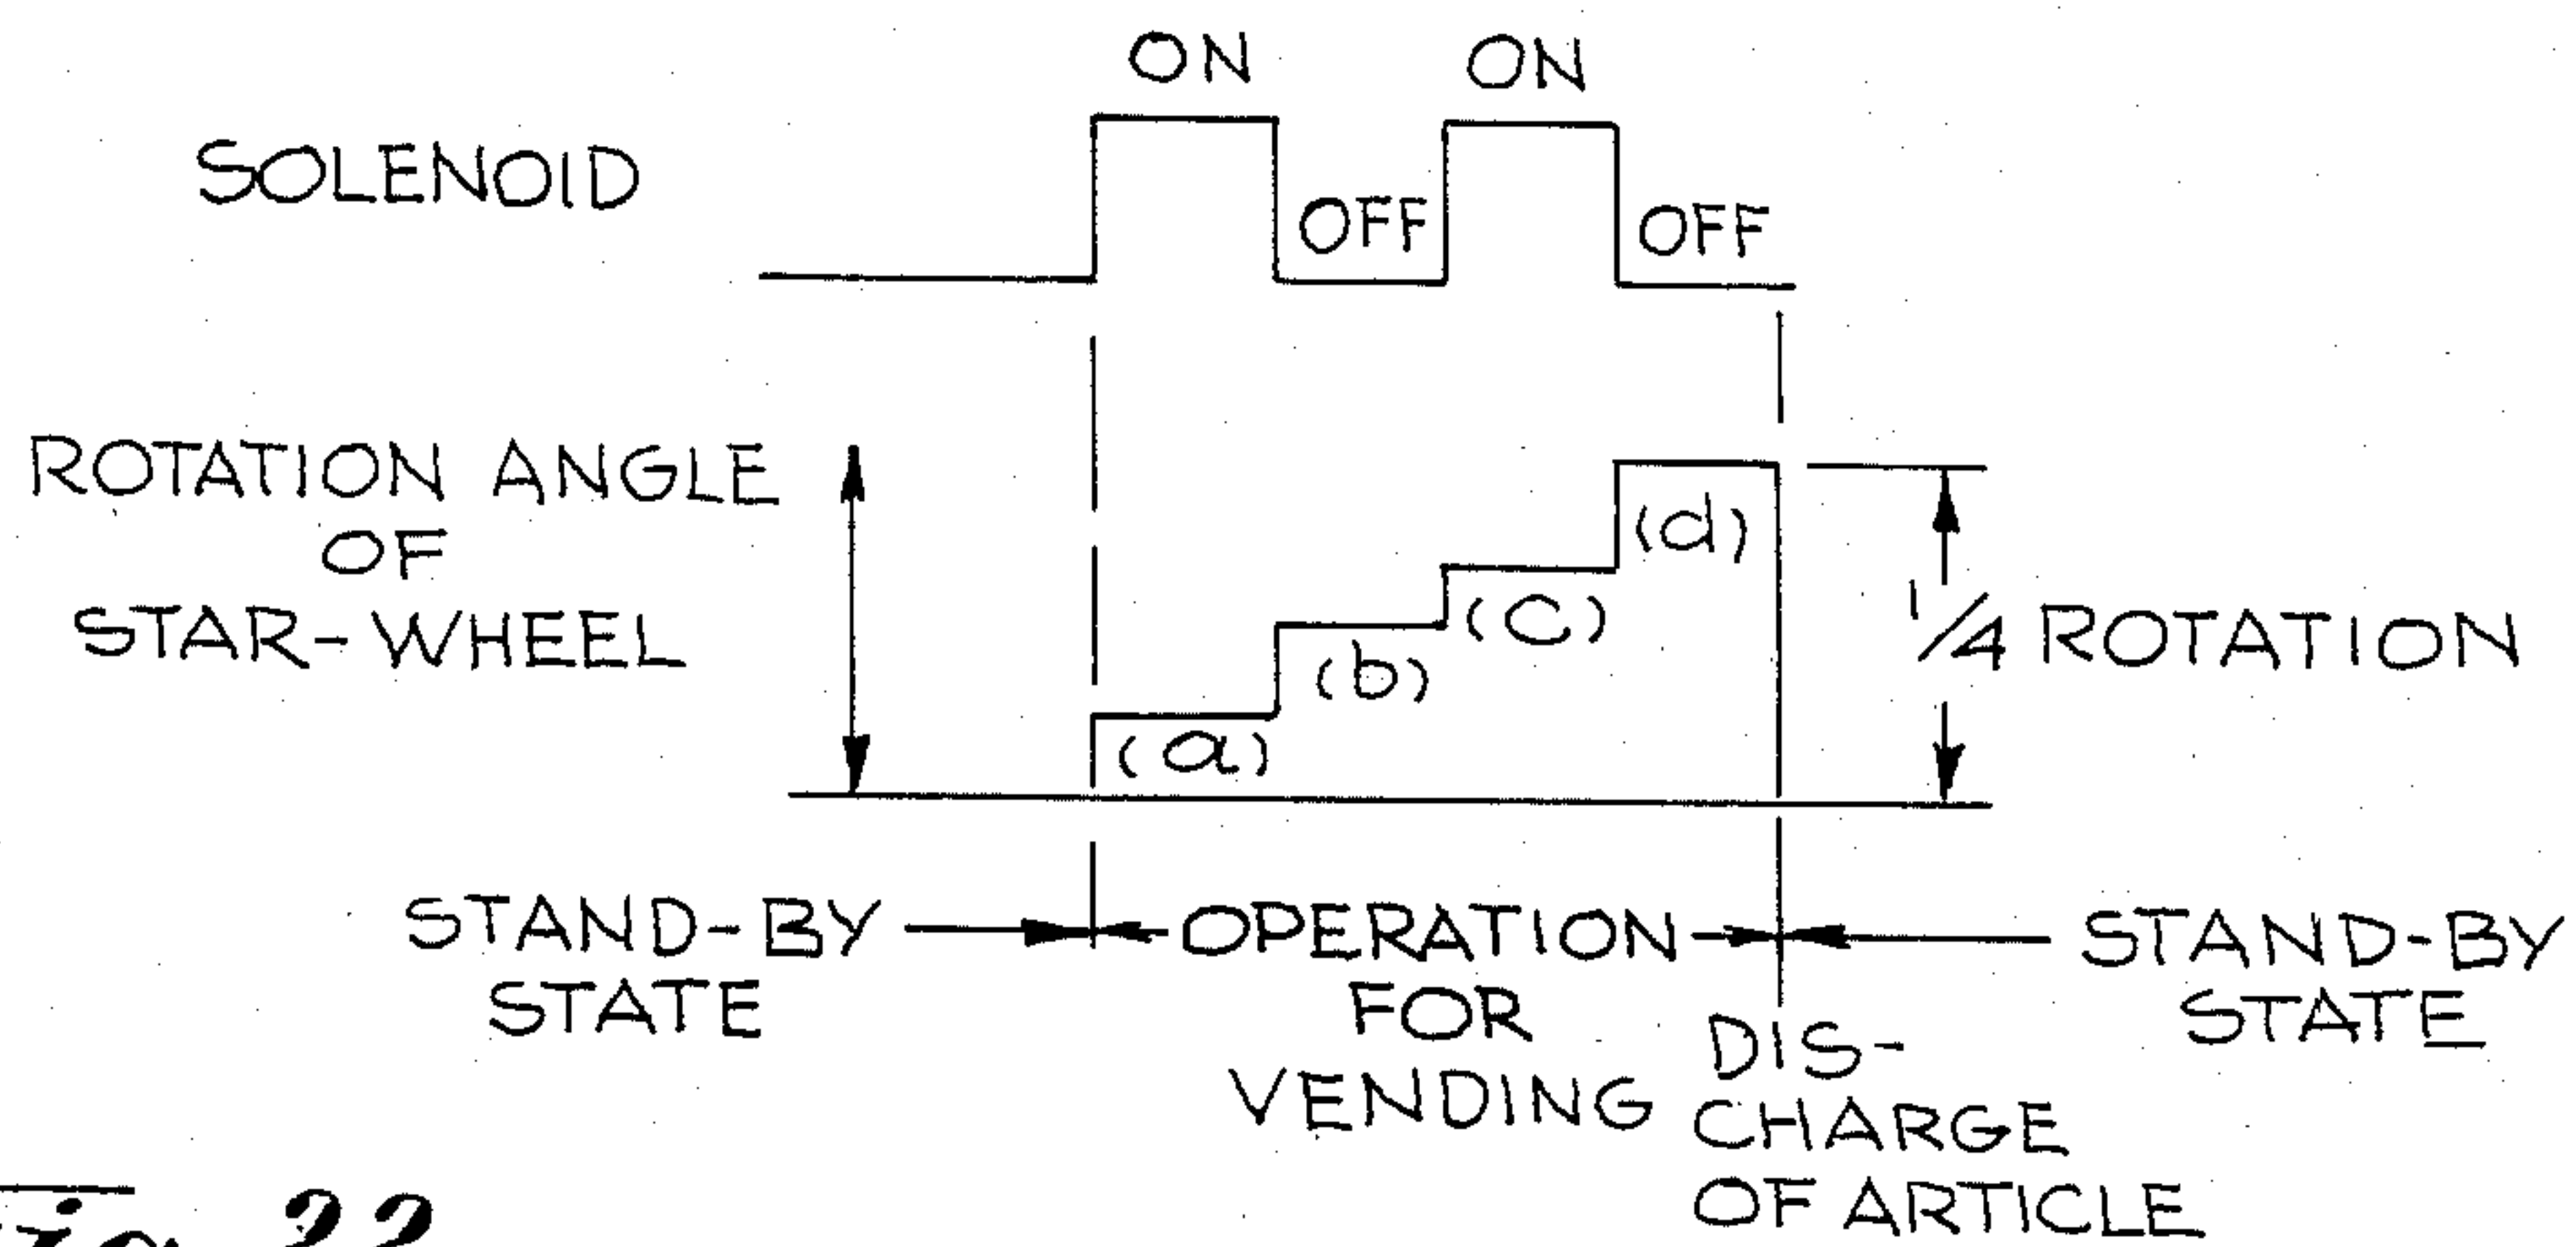 ON ON
SOLENOID
OFF OFF
ROTATION ANGLE
OF
STAR-WHEEL
(d)
(c)
(b)
(a)
1/4 ROTATION
STAND-BY
STATE
OPERATION
FOR
VENDING
DIS-
CHARGE
OF ARTICLE
STAND-BY
STATE
22